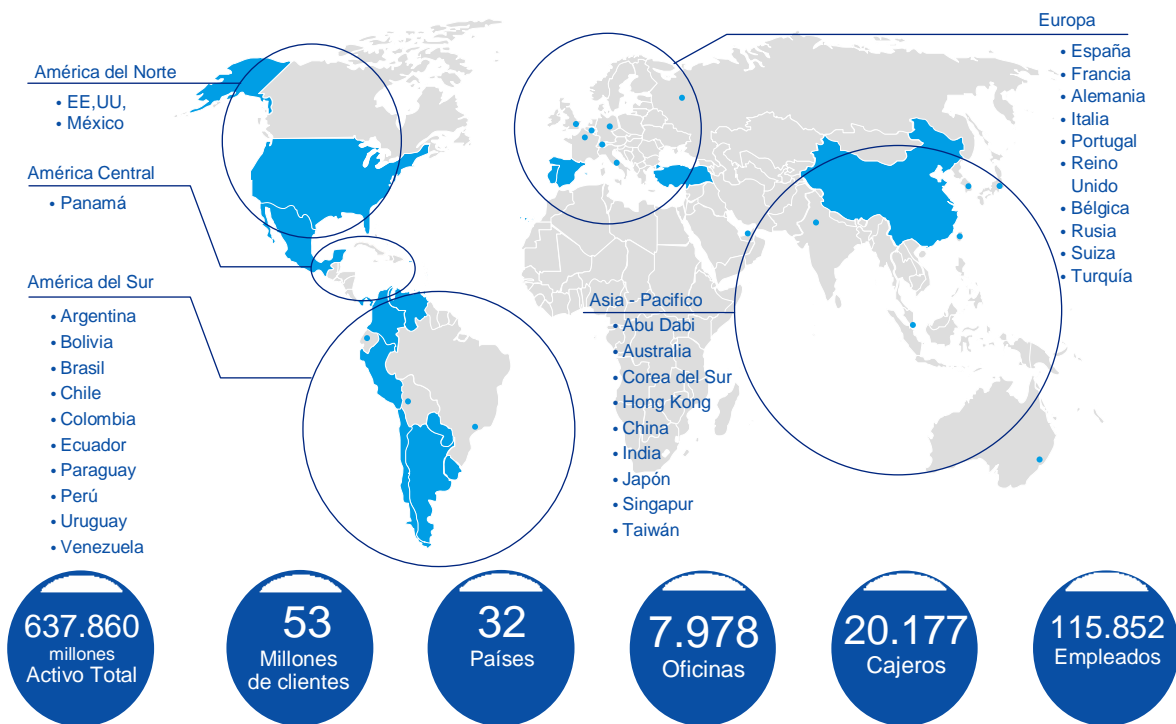 América del Norte
• EE,UU,
• México
América Central
• Panamá
América del Sur
• Argentina
• Bolivia
• Brasil
• Chile
• Colombia
• Ecuador
• Paraguay
• Perú
• Uruguay
• Venezuela
Europa
• España
• Francia
• Alemania
• Italia
• Portugal
• Reino
Unido
• Bélgica
• Rusia
• Suiza
• Turquía
Asia - Pacifico
• Abu Dabi
• Australia
• Corea del Sur
• Hong Kong
• China
• India
• Japón
• Singapur
• Taiwán
637.860
millones
Activo Total
53
Millones
de clientes
32
Países
7.978
Oficinas
20.177
Cajeros
115.852
Empleados